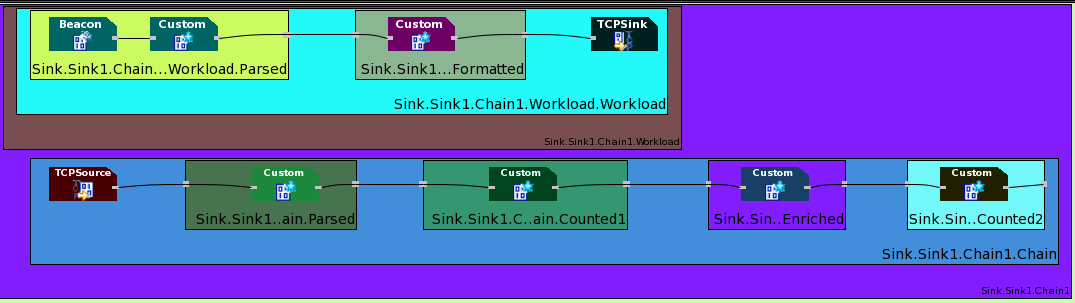 Beacon
Custom
Custom
TCPSink
Sink.Sink1.Chain...Workload.Parsed
Sink.Sink1...Formatted
Sink.Sink1.Chain1.Workload.Workload
Sink.Sink1.Chain1.Workload
TCPSource
Custom
Custom
Custom
Custom
Sink.Sink1..ain.Parsed
Sink.Sink1.C..ain.Counted1
Sink.Sin..Enriched
Sink.Sin..Counted2
Sink.Sink1.Chain1.Chain
Sink.Sink1.Chain1